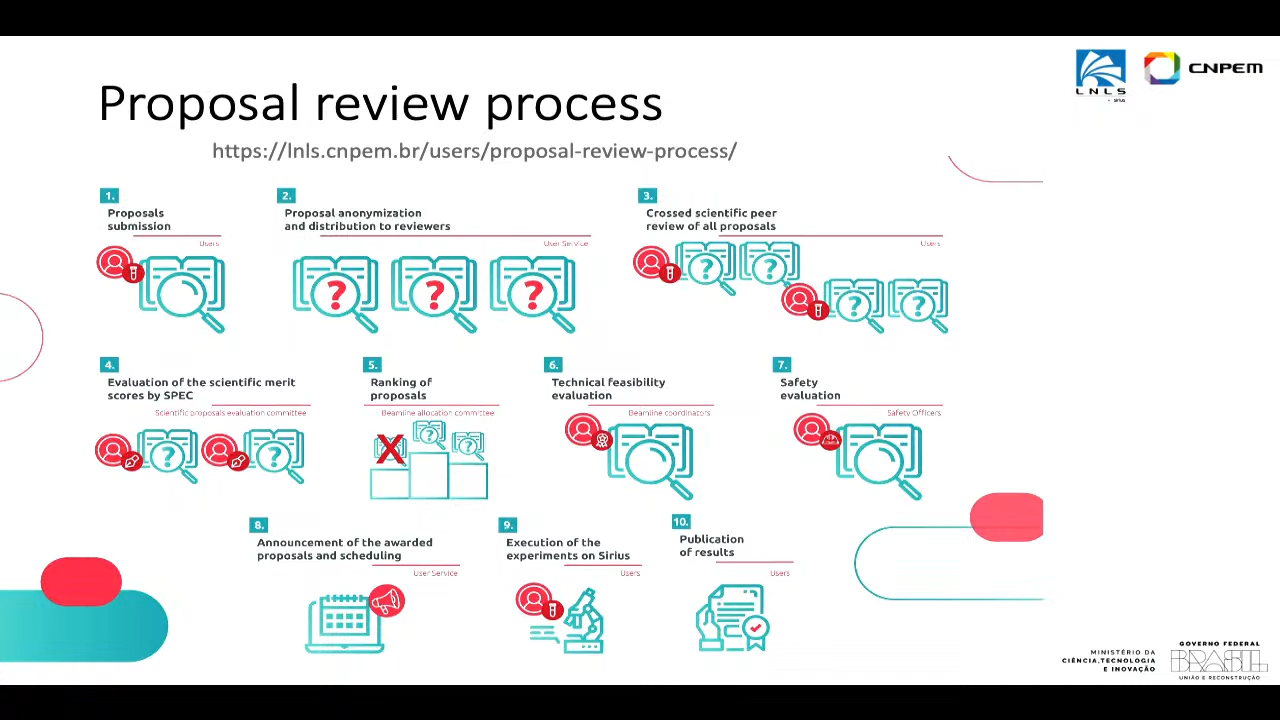 LNLS
Sirius
CNPEM
Proposal review process
https://lnls.cnpem.br/users/proposal-review-process/
1.
Proposals
submission
Users
2.
Proposal anonymization
and distribution to reviewers
User Service
? ? ?
3.
Crossed scientific peer
review of all proposals
Users
? ?
? ?
4.
Evaluation of the scientific merit
scores by SPEC
Scientific proposals evaluation committee
? ?
5.
Ranking of
proposals
Beamline allocation committee
X ? ?
6.
Technical feasibility
evaluation
Beamline coordinators
7.
Safety
evaluation
Safety Officers
8.
Announcement of the awarded
proposals and scheduling
User Service
9.
Execution of the
experiments on Sirius
Users
10.
Publication
of results
Users
MINISTÉRIO DA
CIÊNCIA, TECNOLOGIA
E INOVAÇÃO
GOVERNO FEDERAL
BRASIL
UNIÃO E RECONSTRUÇÃO